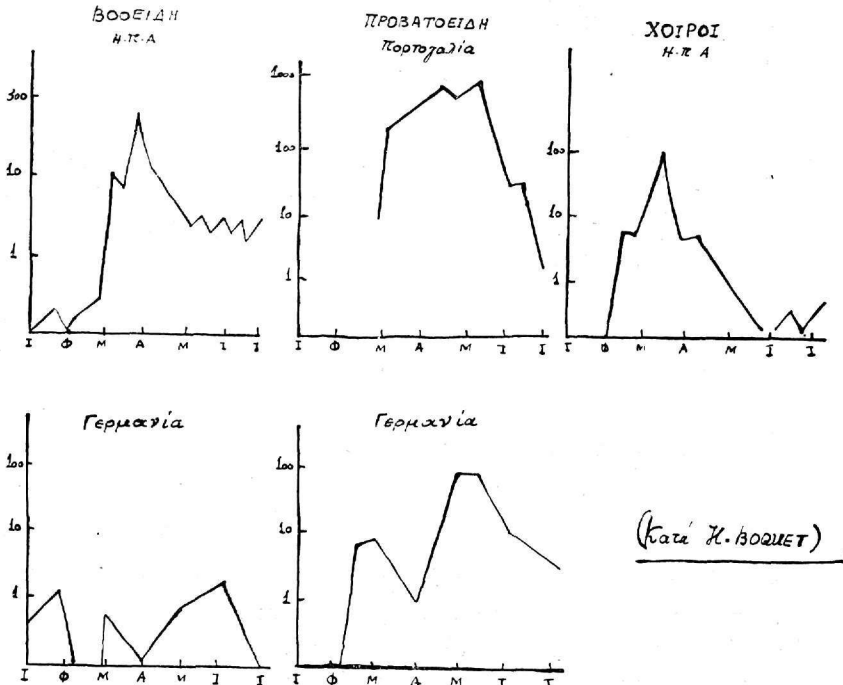 ΒΟΟΕΙΔΗ
Η.Π.Α
300
10
1
Ι Φ Μ Α Μ Ι Ι
ΠΡΟΒΑΤΟΕΙΔΗ
Πορτογαλία
1000
100
10
1
Ι Φ Μ Α Μ Ι Ι
ΧΟΙΡΟΙ
Η.Π Α
100
10
1
Ι Φ Μ Α Μ Ι Ι
Γερμανία
100
10
1
Ι Φ Μ Α Μ Ι Ι
Γερμανία
100
10
1
Ι Φ Μ Α Μ Ι Ι
(Κατά H. BOQUET)